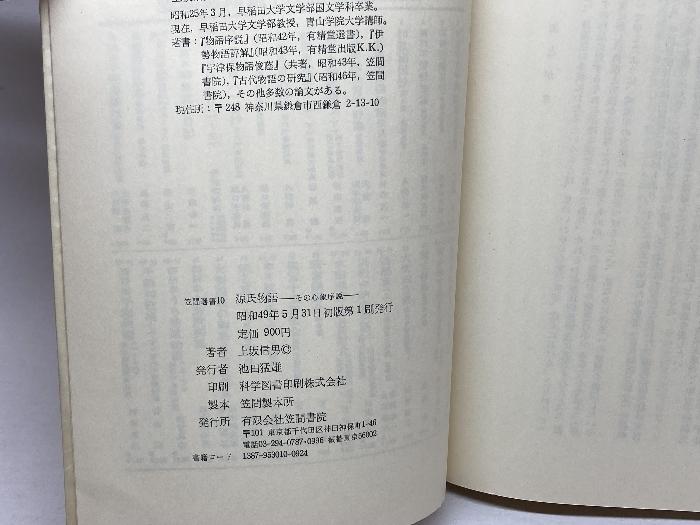 昭和25年3月，早稲田大学文学部国文学科卒業。
現在，早稲田大学文学部教授，青山学院大学講師。
著書：『物語序説』（昭和42年，有精堂選書），『伊
勢物語評解』（昭和43年，有精堂出版K.K.）
『宇津保物語俊蔭』（共著，昭和43年，笠間
書院），『古代物語の研究』（昭和46年，笠間
書院），その他多数の論文がある。
現住所：〒248 神奈川県鎌倉市西鎌倉 2-13-10
笠間選書10 源氏物語——その心象序説——
昭和49年5月31日初版第1刷発行
定価 900円
著者 上坂信男©
発行者 池田猛雄
印刷 科学図書印刷株式会社
製本 笠間製本所
発行所 有限会社笠間書院
〒101 東京都千代田区神田神保町1-46
電話03-294-0787・0996 振替東京56002
書籍コード 1387-959010-0924